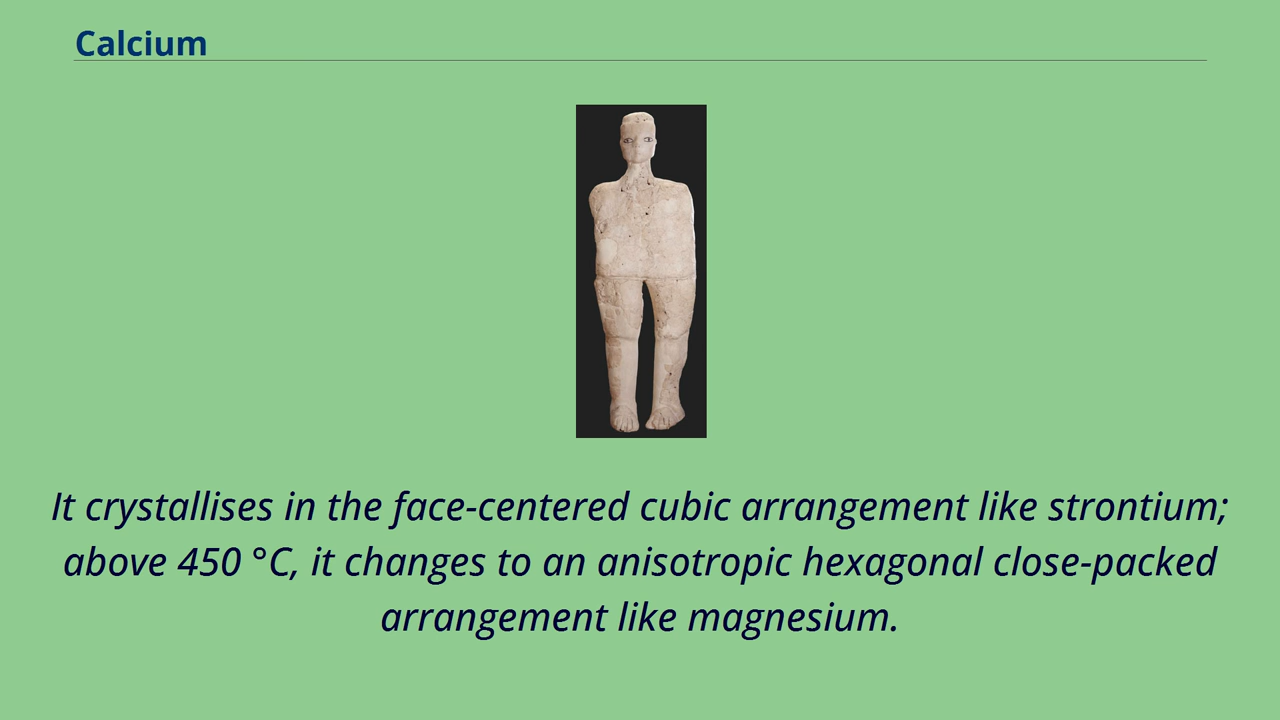 Calcium
It crystallises in the face-centered cubic arrangement like strontium;
above 450 °C, it changes to an anisotropic hexagonal close-packed
arrangement like magnesium.